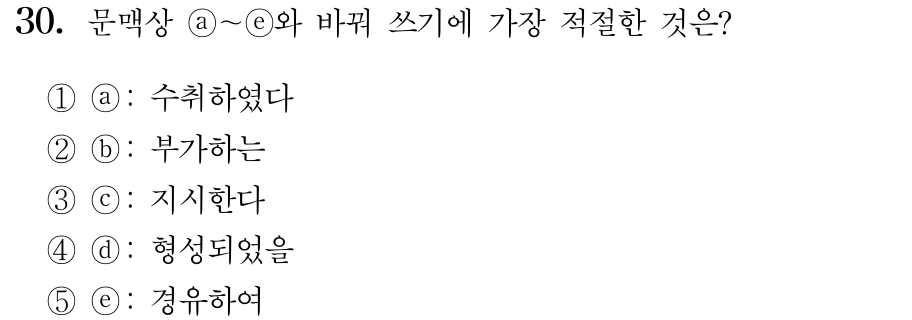 30. 문맥상 ⓐ~ⓔ와 바꿔 쓰기에 가장 적절한 것은?
① ⓐ: 수취하였다
② ⓑ: 부가하는
③ ⓒ: 지시한다
④ ⓓ: 형성되었을
⑤ ⓔ: 경유하여